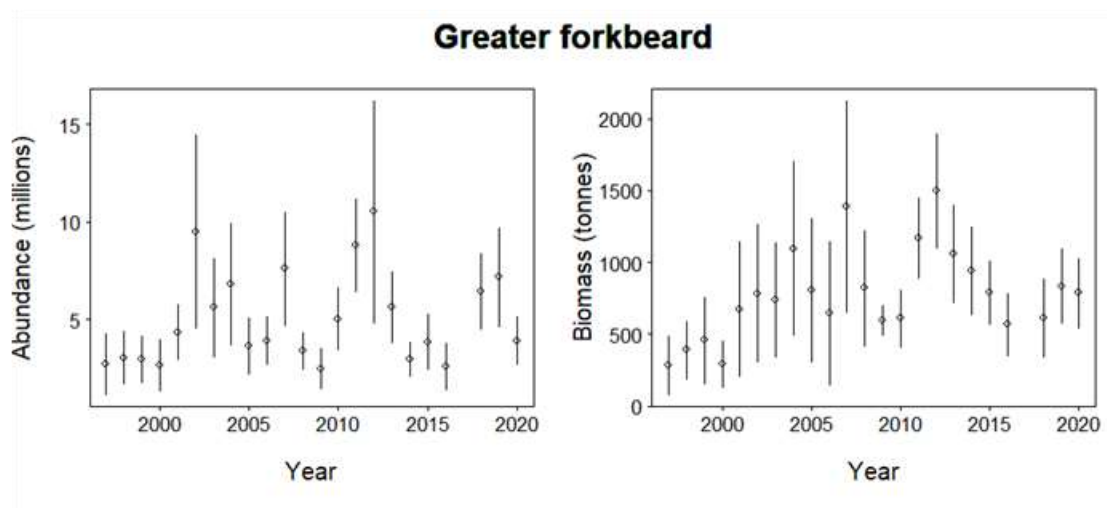 Greater forkbeard
Abundance (millions)
15
10
5
2000 2005 2010 2015 2020
Year
Biomass (tonnes)
2000
1500
1000
500
0
2000 2005 2010 2015 2020
Year